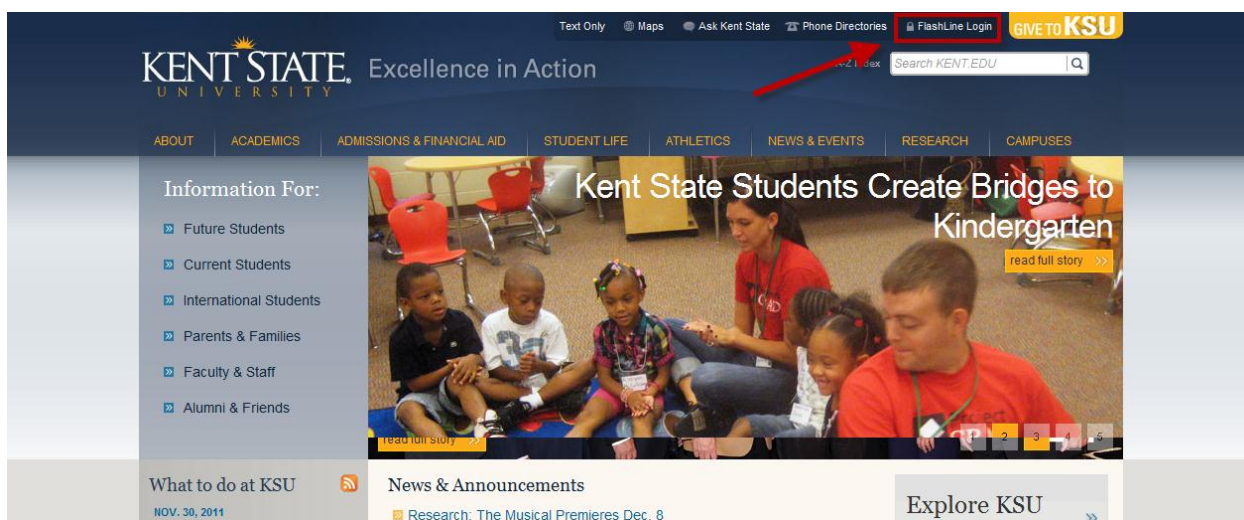 Text Only Maps Ask Kent State Phone Directories FlashLine Login GIVE TO KSU
KENT STATE. Excellence in Action
UNIVERSITY
Search KENT.EDU
ABOUT ACADEMICS ADMISSIONS & FINANCIAL AID STUDENT LIFE ATHLETICS NEWS & EVENTS RESEARCH CAMPUSES
Information For:
Future Students
Current Students
International Students
Parents & Families
Faculty & Staff
Alumni & Friends
Kent State Students Create Bridges to
Kindergarten
read full story
read full story
2 3 5
What to do at KSU
NOV. 30, 2011
News & Announcements
Research: The Musical Premieres Dec. 8
Explore KSU